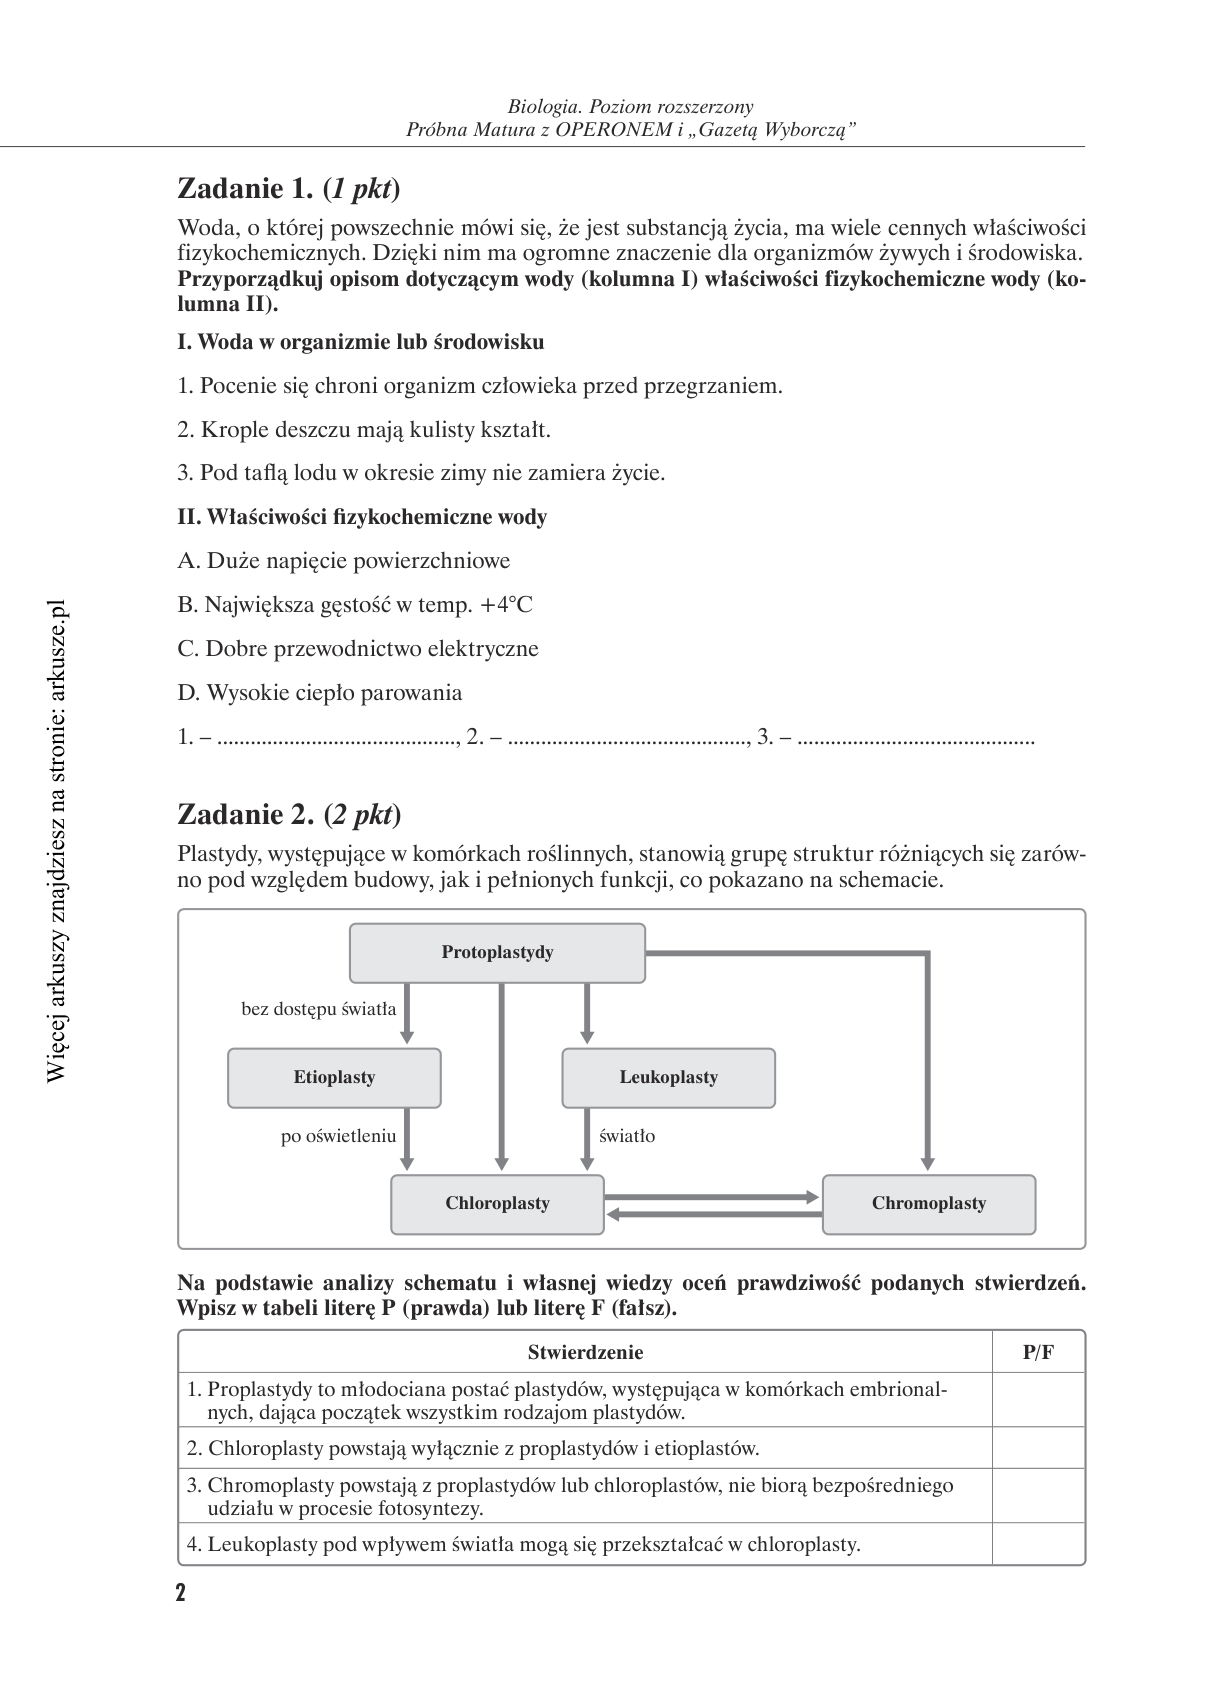 Biologia. Poziom rozszerzony
Próbna Matura z OPERONEM i „Gazetą Wyborczą”
Zadanie 1. (1 pkt)
Woda, o której powszechnie mówi się, że jest substancją życia, ma wiele cennych właściwości
fizykochemicznych. Dzięki nim ma ogromne znaczenie dla organizmów żywych i środowiska.
Przyporządkuj opisom dotyczącym wody (kolumna I) właściwości fizykochemiczne wody (ko-
lumna II).
I. Woda w organizmie lub środowisku
1. Pocenie się chroni organizm człowieka przed przegrzaniem.
2. Krople deszczu mają kulisty kształt.
3. Pod taflą lodu w okresie zimy nie zamiera życie.
II. Właściwości fizykochemiczne wody
A. Duże napięcie powierzchniowe
B. Największa gęstość w temp. +4°C
C. Dobre przewodnictwo elektryczne
D. Wysokie ciepło parowania
1. – ..........................................., 2. – ..........................................., 3. – ...........................................
Zadanie 2. (2 pkt)
Plastydy, występujące w komórkach roślinnych, stanowią grupę struktur różniących się zarów-
no pod względem budowy, jak i pełnionych funkcji, co pokazano na schemacie.
Protoplastydy
bez dostępu światła
Etioplasty
Leukoplasty
po oświetleniu
światło
Chloroplasty
Chromoplasty
Na podstawie analizy schematu i własnej wiedzy oceń prawdziwość podanych stwierdzeń.
Wpisz w tabeli literę P (prawda) lub literę F (fałsz).
Stwierdzenie P/F
1. Proplastydy to młodociana postać plastydów, występująca w komórkach embrional-
nych, dająca początek wszystkim rodzajom plastydów.
2. Chloroplasty powstają wyłącznie z proplastydów i etioplastów.
3. Chromoplasty powstają z proplastydów lub chloroplastów, nie biorą bezpośredniego
udziału w procesie fotosyntezy.
4. Leukoplasty pod wpływem światła mogą się przekształcać w chloroplasty.
2
Więcej arkuszy znajdziesz na stronie: arkusze.pl